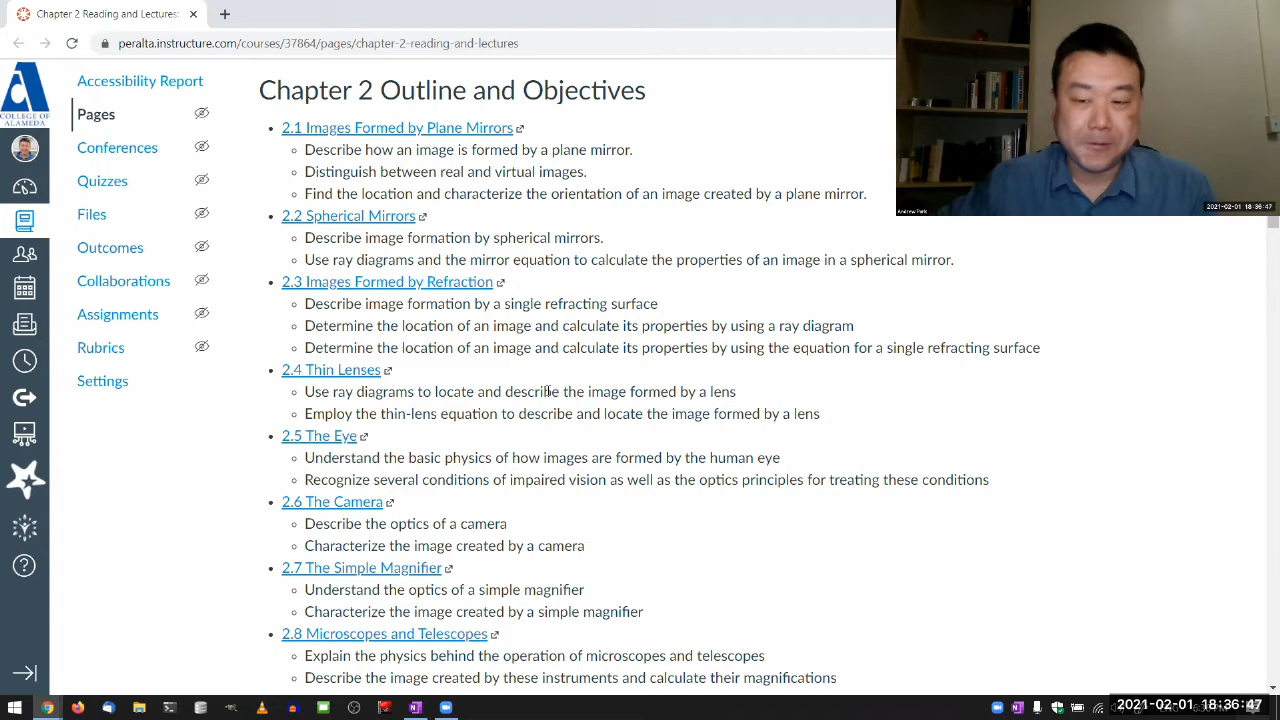 Chapter 2 Reading and Lectures:
peralta.instructure.com/courses/37864/pages/chapter-2-reading-and-lectures
COLLEGE OF
ALAMEDA
Accessibility Report
Pages
Conferences
Quizzes
Files
Outcomes
Collaborations
Assignments
Rubrics
Settings
Chapter 2 Outline and Objectives
2.1 Images Formed by Plane Mirrors
Describe how an image is formed by a plane mirror.
Distinguish between real and virtual images.
Find the location and characterize the orientation of an image created by a plane mirror.
2.2 Spherical Mirrors
Describe image formation by spherical mirrors.
Use ray diagrams and the mirror equation to calculate the properties of an image in a spherical mirror.
2.3 Images Formed by Refraction
Describe image formation by a single refracting surface
Determine the location of an image and calculate its properties by using a ray diagram
Determine the location of an image and calculate its properties by using the equation for a single refracting surface
2.4 Thin Lenses
Use ray diagrams to locate and describe the image formed by a lens
Employ the thin-lens equation to describe and locate the image formed by a lens
2.5 The Eye
Understand the basic physics of how images are formed by the human eye
Recognize several conditions of impaired vision as well as the optics principles for treating these conditions
2.6 The Camera
Describe the optics of a camera
Characterize the image created by a camera
2.7 The Simple Magnifier
Understand the optics of a simple magnifier
Characterize the image created by a simple magnifier
2.8 Microscopes and Telescopes
Explain the physics behind the operation of microscopes and telescopes
Describe the image created by these instruments and calculate their magnifications
Andrew Park
2021-02-01 18:36:47
2021-02-01 18:36:47